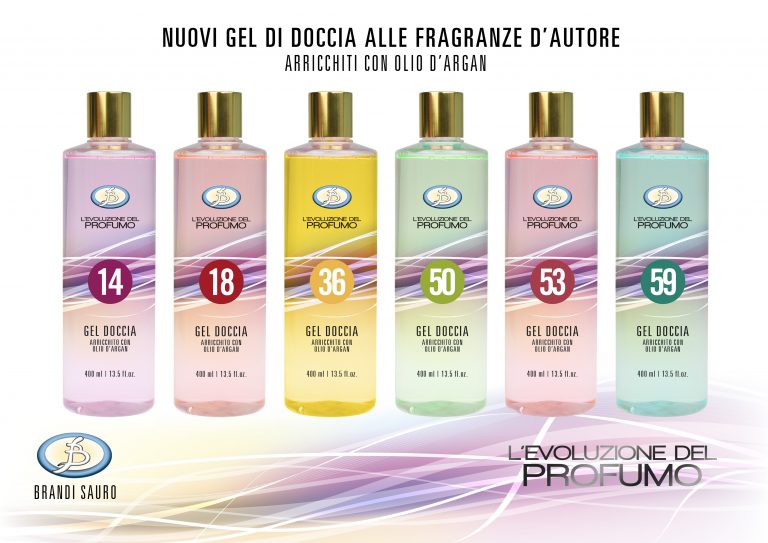 NUOVI GEL DI DOCCIA ALLE FRAGRANZE D'AUTORE
ARRICCHITI CON OLIO D'ARGAN
B
L'EVOLUZIONE DEL
PROFUMO
14
GEL DOCCIA
ARRICCHITO CON
OLIO D'ARGAN
400 ml | 13.5 fl.oz.
B
L'EVOLUZIONE DEL
PROFUMO
18
GEL DOCCIA
ARRICCHITO CON
OLIO D'ARGAN
400 ml | 13.5 fl.oz.
B
L'EVOLUZIONE DEL
PROFUMO
36
GEL DOCCIA
ARRICCHITO CON
OLIO D'ARGAN
400 ml | 13.5 fl.oz.
B
L'EVOLUZIONE DEL
PROFUMO
50
GEL DOCCIA
ARRICCHITO CON
OLIO D'ARGAN
400 ml | 13.5 fl.oz.
B
L'EVOLUZIONE DEL
PROFUMO
53
GEL DOCCIA
ARRICCHITO CON
OLIO D'ARGAN
400 ml | 13.5 fl.oz.
B
L'EVOLUZIONE DEL
PROFUMO
59
GEL DOCCIA
ARRICCHITO CON
OLIO D'ARGAN
400 ml | 13.5 fl.oz.
B
BRANDI SAURO
L'EVOLUZIONE DEL
PROFUMO